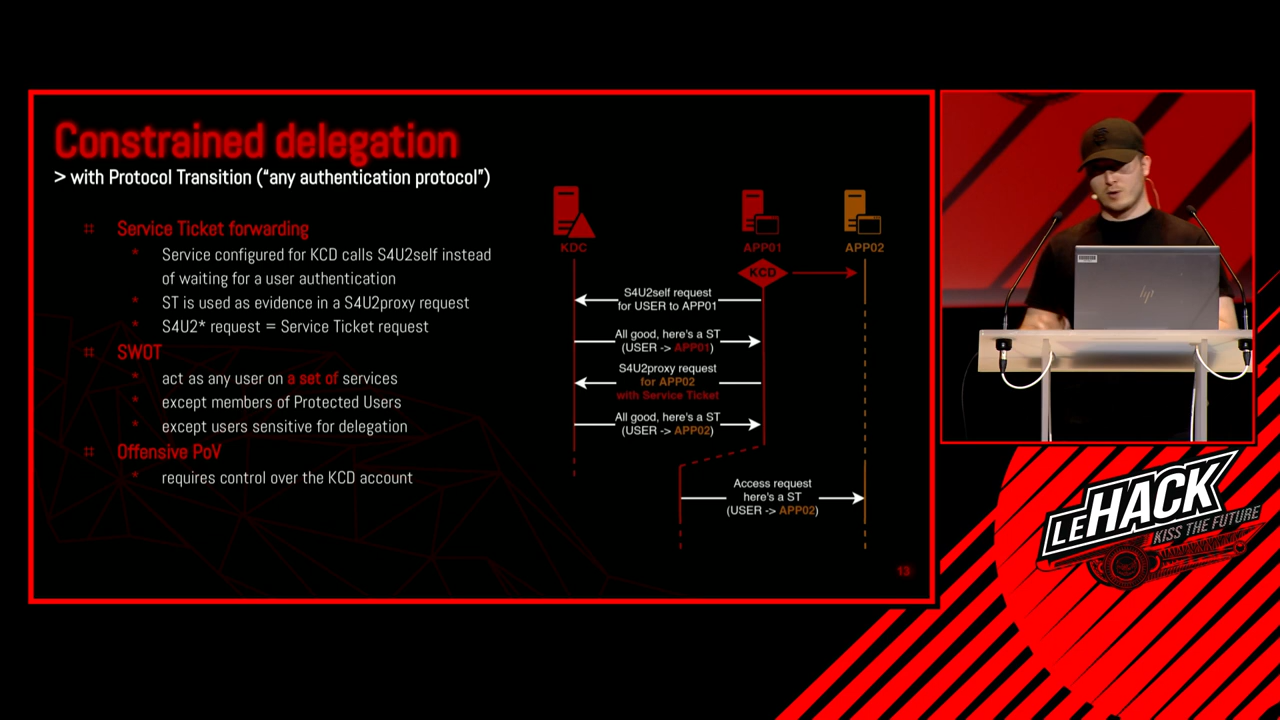 Constrained delegation
> with Protocol Transition (“any authentication protocol”)
# Service Ticket forwarding
* Service configured for KCD calls S4U2self instead
of waiting for a user authentication
* ST is used as evidence in a S4U2proxy request
* S4U2* request = Service Ticket request
# SWOT
* act as any user on a set of services
* except members of Protected Users
* except users sensitive for delegation
# Offensive PoV
* requires control over the KCD account
KDC
APP01
APP02
KCD
S4U2self request
for USER to APP01
All good, here's a ST
(USER -> APP01)
S4U2proxy request
for APP02
with Service Ticket
All good, here's a ST
(USER -> APP02)
Access request
here's a ST
(USER -> APP02)
13
hp
LEHACK
KISS THE FUTURE